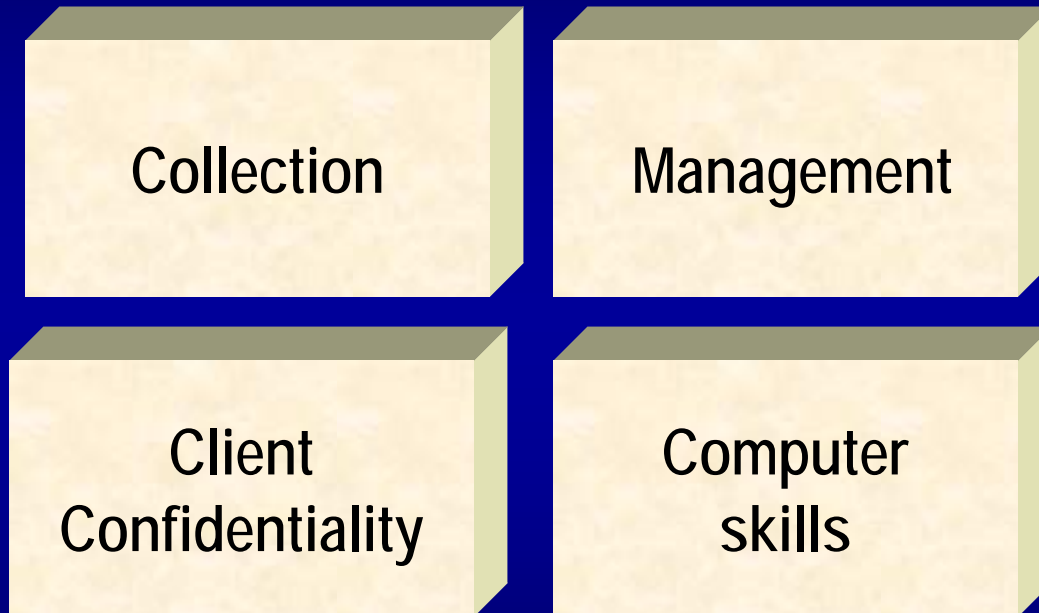 Collection
Management
Client
Confidentiality
Computer
skills